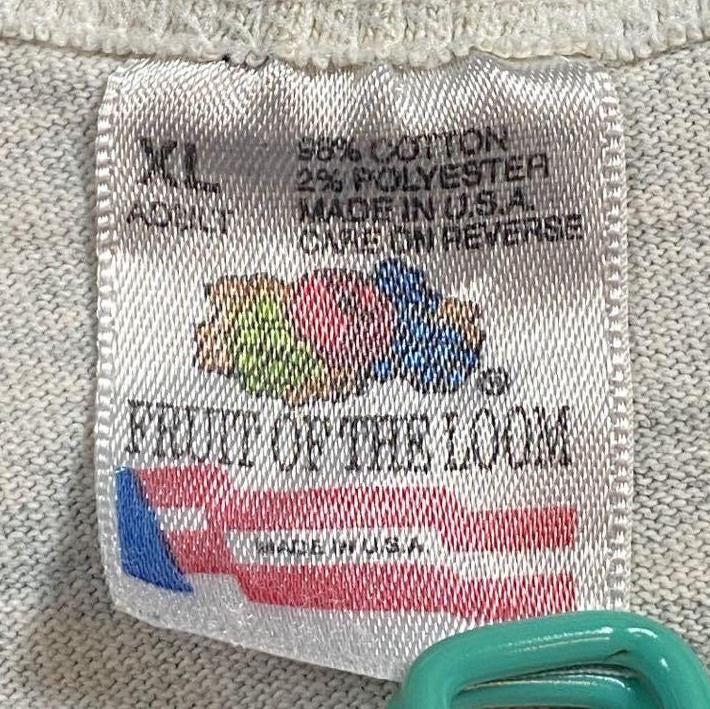 XL
ADULT
98% COTTON
2% POLYESTER
MADE IN U.S.A.
CARE ON REVERSE
®
FRUIT OF THE LOOM
MADE IN U.S.A.